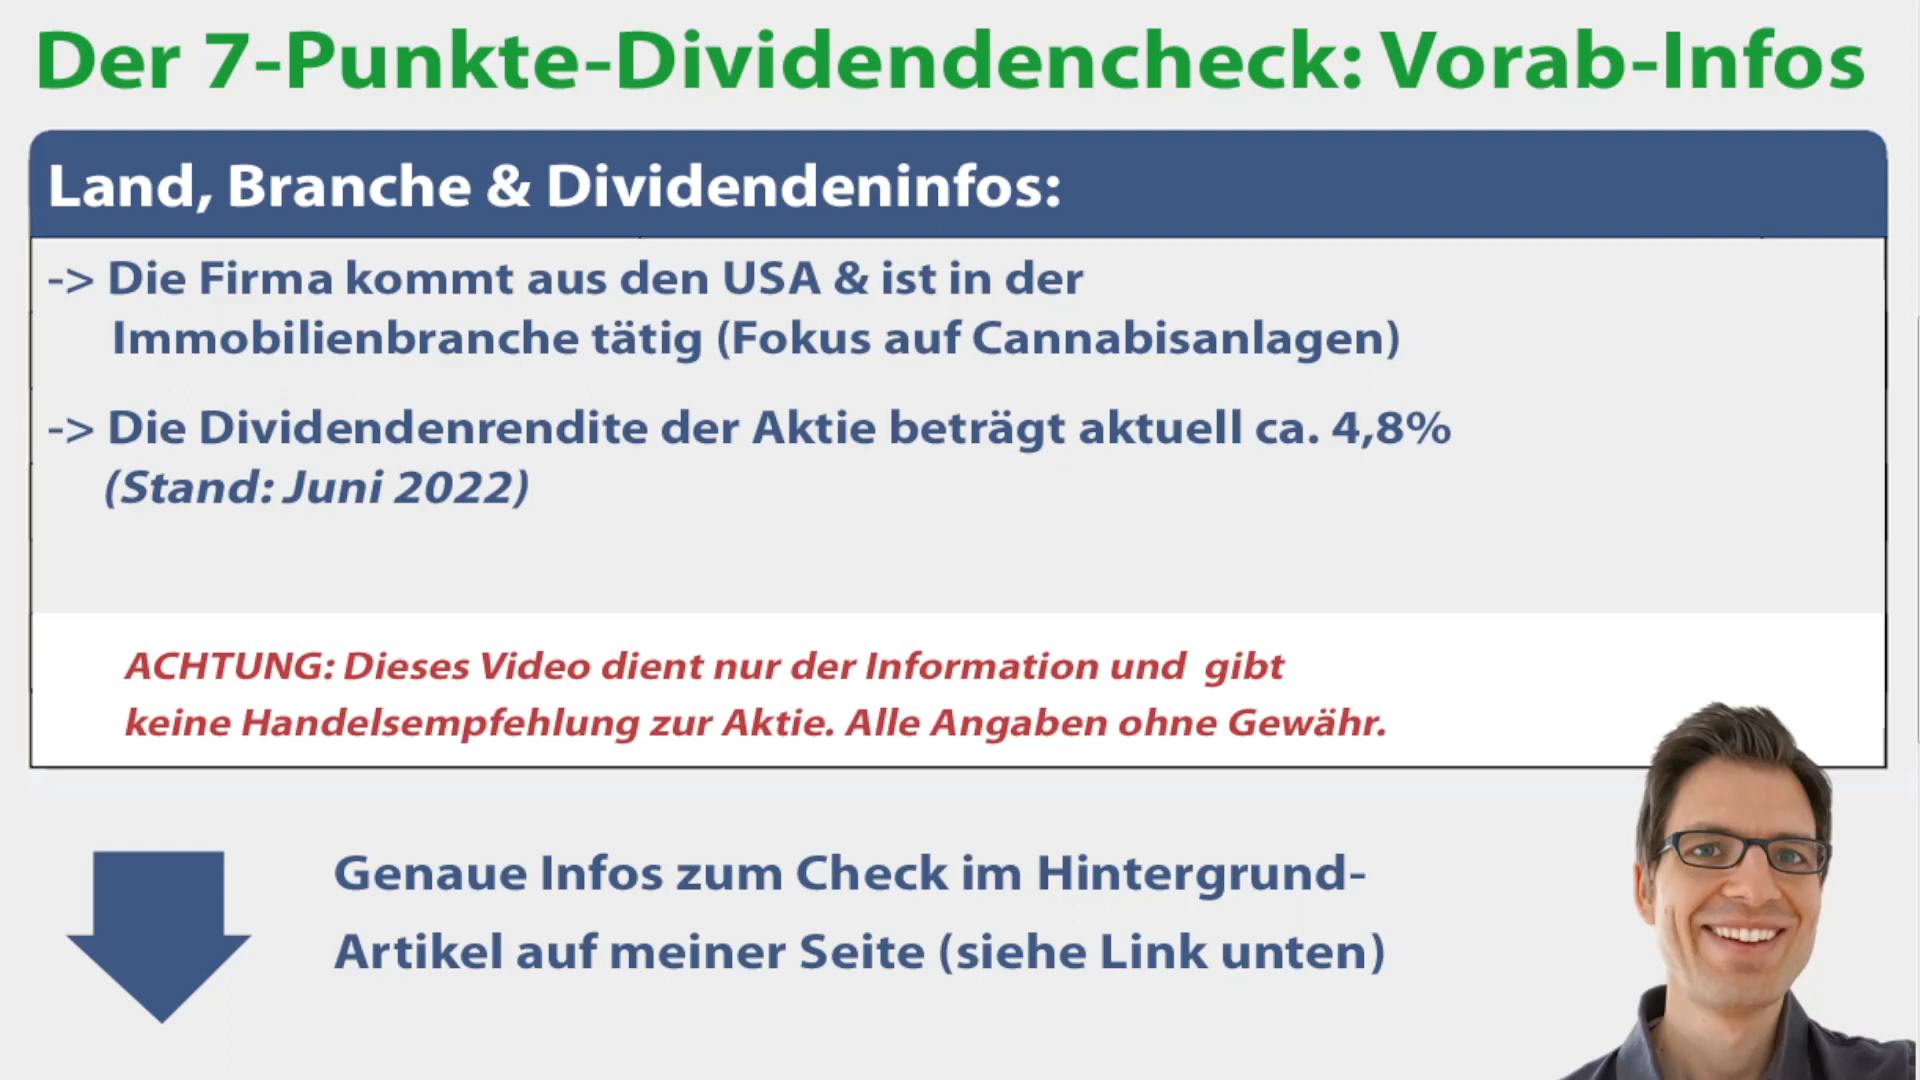 Der 7-Punkte-Dividendencheck: Vorab-Infos
Land, Branche & Dividendeninfos:
-> Die Firma kommt aus den USA & ist in der
Immobilienbranche tätig (Fokus auf Cannabisanlagen)
-> Die Dividendenrendite der Aktie beträgt aktuell ca. 4,8%
(Stand: Juni 2022)
ACHTUNG: Dieses Video dient nur der Information und gibt
keine Handelsempfehlung zur Aktie. Alle Angaben ohne Gewähr.
Genaue Infos zum Check im Hintergrund-
Artikel auf meiner Seite (siehe Link unten)